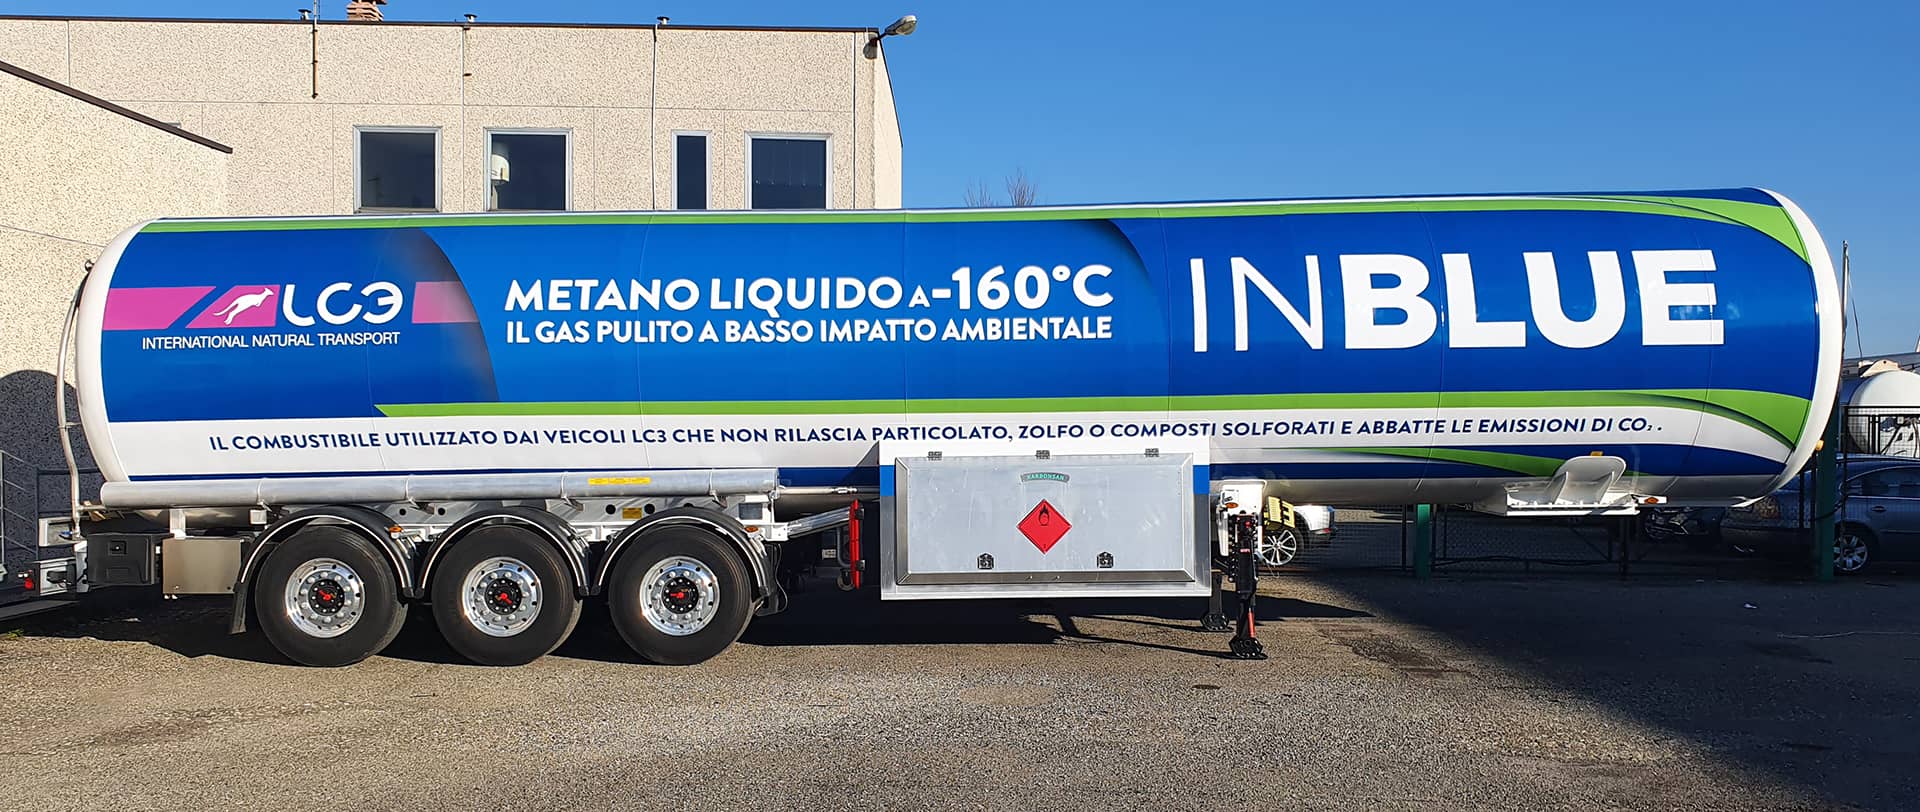 LC3
INTERNATIONAL NATURAL TRANSPORT
METANO LIQUIDO A -160°C
IL GAS PULITO A BASSO IMPATTO AMBIENTALE
INBLUE
IL COMBUSTIBILE UTILIZZATO DAI VEICOLI LC3 CHE NON RILASCIA PARTICOLATO, ZOLFO O COMPOSTI SOLFORATI E ABBATTE LE EMISSIONI DI CO₂.
KARBONSAN